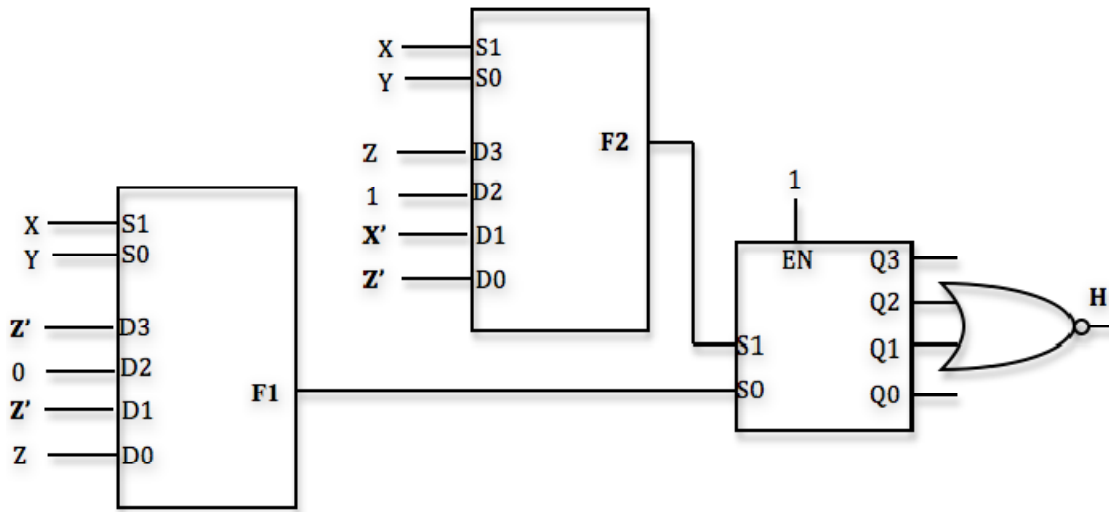 X
S1
Y
S0
Z
D3
F2
1
D2
X'
D1
Z'
D0
X
S1
Y
S0
Z'
D3
0
D2
Z'
D1
Z
D0
F1
1
EN
S1
S0
Q3
Q2
Q1
Q0
H